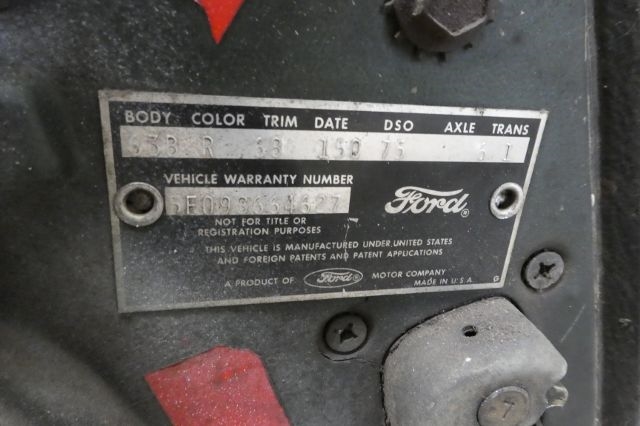 BODY COLOR TRIM DATE DSO AXLE TRANS
R 15D 75 1
VEHICLE WARRANTY NUMBER
Ford
NOT FOR TITLE OR
REGISTRATION PURPOSES
THIS VEHICLE IS MANUFACTURED UNDER UNITED STATES
AND FOREIGN PATENTS AND PATENT APPLICATIONS
A PRODUCT OF Ford MOTOR COMPANY
MADE IN U.S.A. G